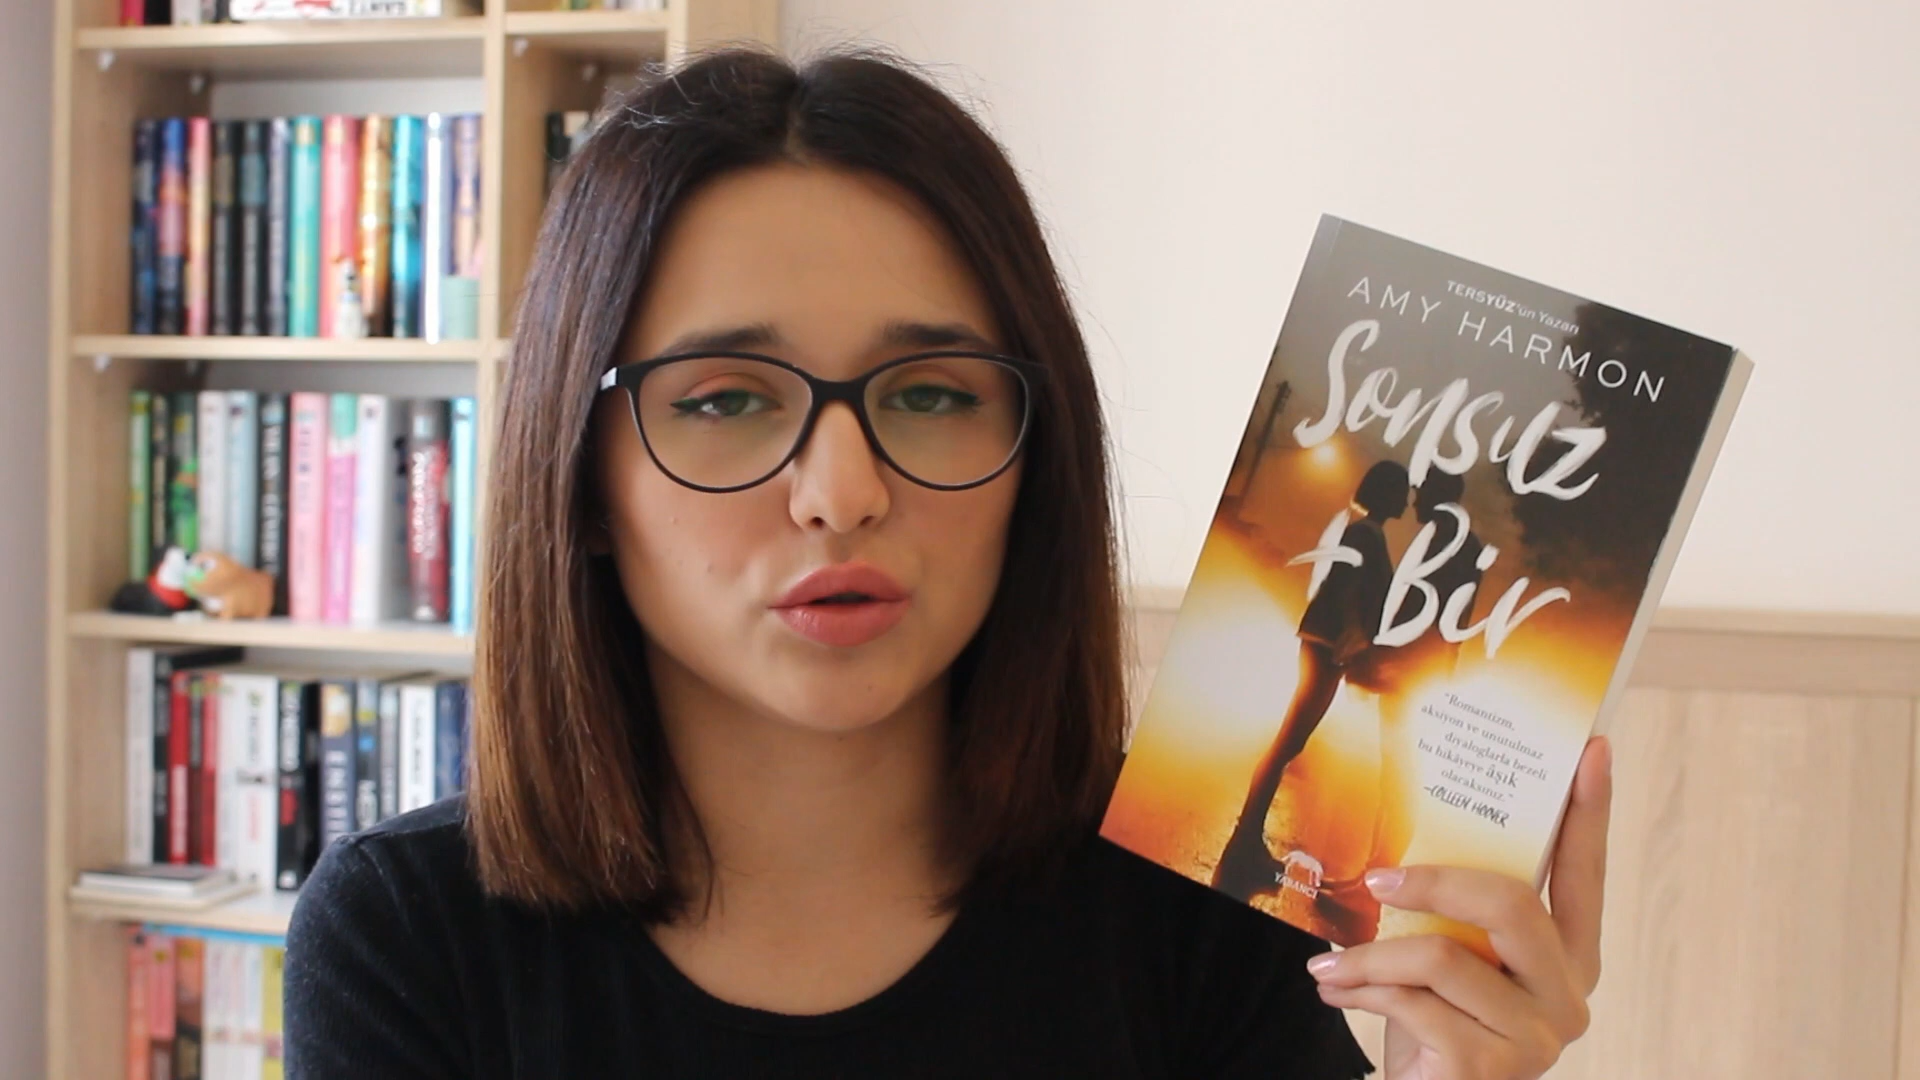 TERSYÜZ'ün Yazarı
AMY HARMON
Sonsuz
+ Bir
"Romantizm,
aksiyon ve unutulmaz
diyaloglarla bezeli
bu hikâyeye âşık
olacaksınız."
—COLLEEN HOOVER
YABANCI